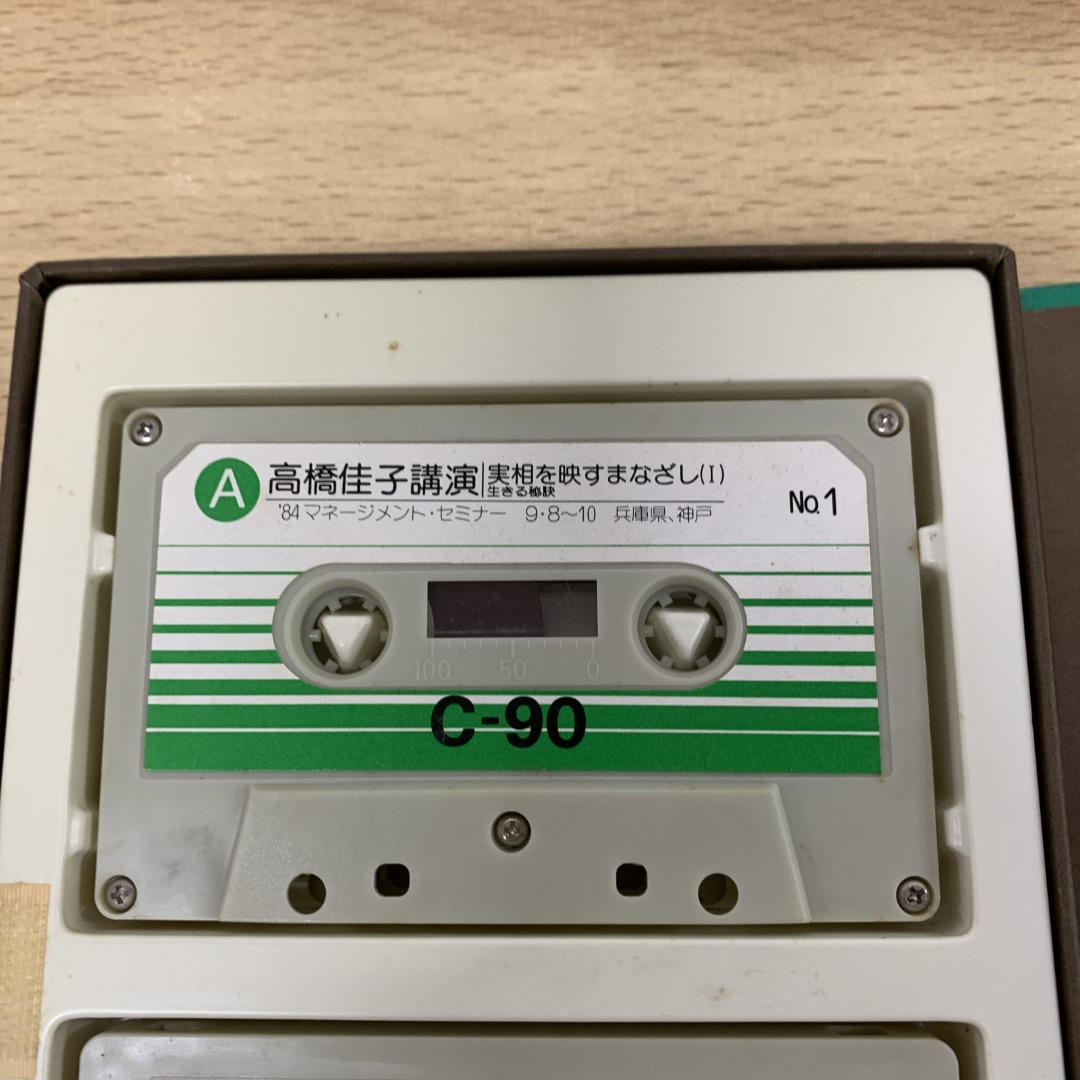 A 高橋佳子講演 実相を映すまなざし(I)
生きる秘訣
'84マネージメント・セミナー 9・8〜10 兵庫県、神戸
No.1
100 50 0
C-90